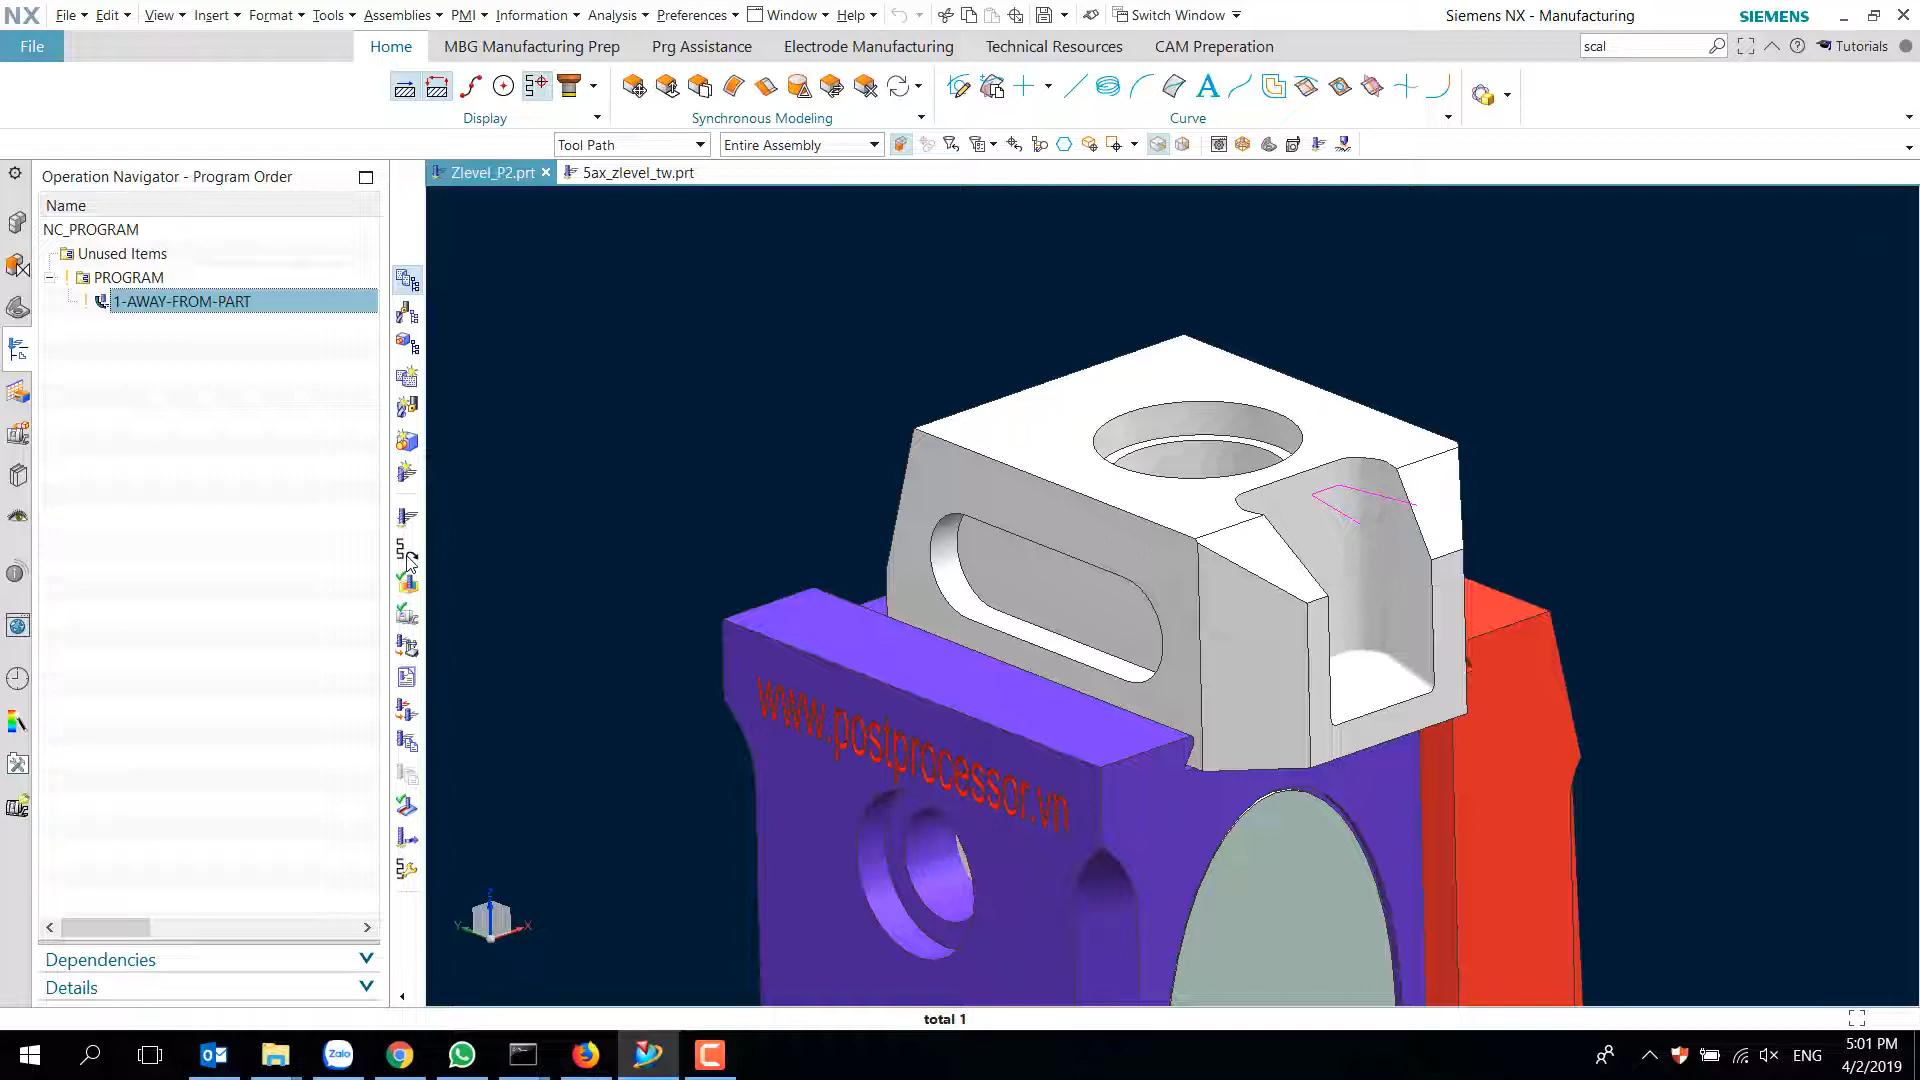 NX File Edit View Insert Format Tools Assemblies PMI Information Analysis Preferences Window Help Switch Window Siemens NX - Manufacturing SIEMENS
File Home MBG Manufacturing Prep Prg Assistance Electrode Manufacturing Technical Resources CAM Preperation scal Tutorials
A
Display Synchronous Modeling Curve
Tool Path Entire Assembly
Operation Navigator - Program Order Zlevel_P2.prt 5ax_zlevel_tw.prt
Name
NC_PROGRAM
Unused Items
PROGRAM
1-AWAY-FROM-PART
www.postprocessor.vn
Z
Y X
Dependencies
Details
total 1
Zalo
ENG
5:01 PM
4/2/2019